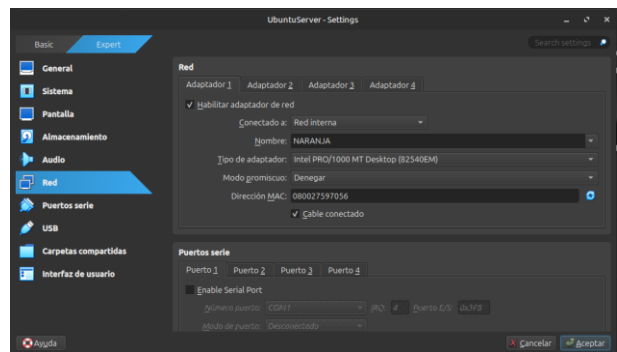 UbuntuServer - Settings
Basic Expert Search settings
General
Sistema
Pantalla
Almacenamiento
Audio
Red
Puertos serie
USB
Carpetas compartidas
Interfaz de usuario
Red
Adaptador 1 Adaptador 2 Adaptador 3 Adaptador 4
Habilitar adaptador de red
Conectado a: Red interna
Nombre: NARANJA
Tipo de adaptador: Intel PRO/1000 MT Desktop (82540EM)
Modo promiscuo: Denegar
Dirección MAC: 080027597056
Cable conectado
Puertos serie
Puerto 1 Puerto 2 Puerto 3 Puerto 4
Enable Serial Port
Número puerto: COM1 IRQ: 4 Puerto E/S: 0x3F8
Modo de puerto: Desconectado
Ayuda Cancelar Aceptar